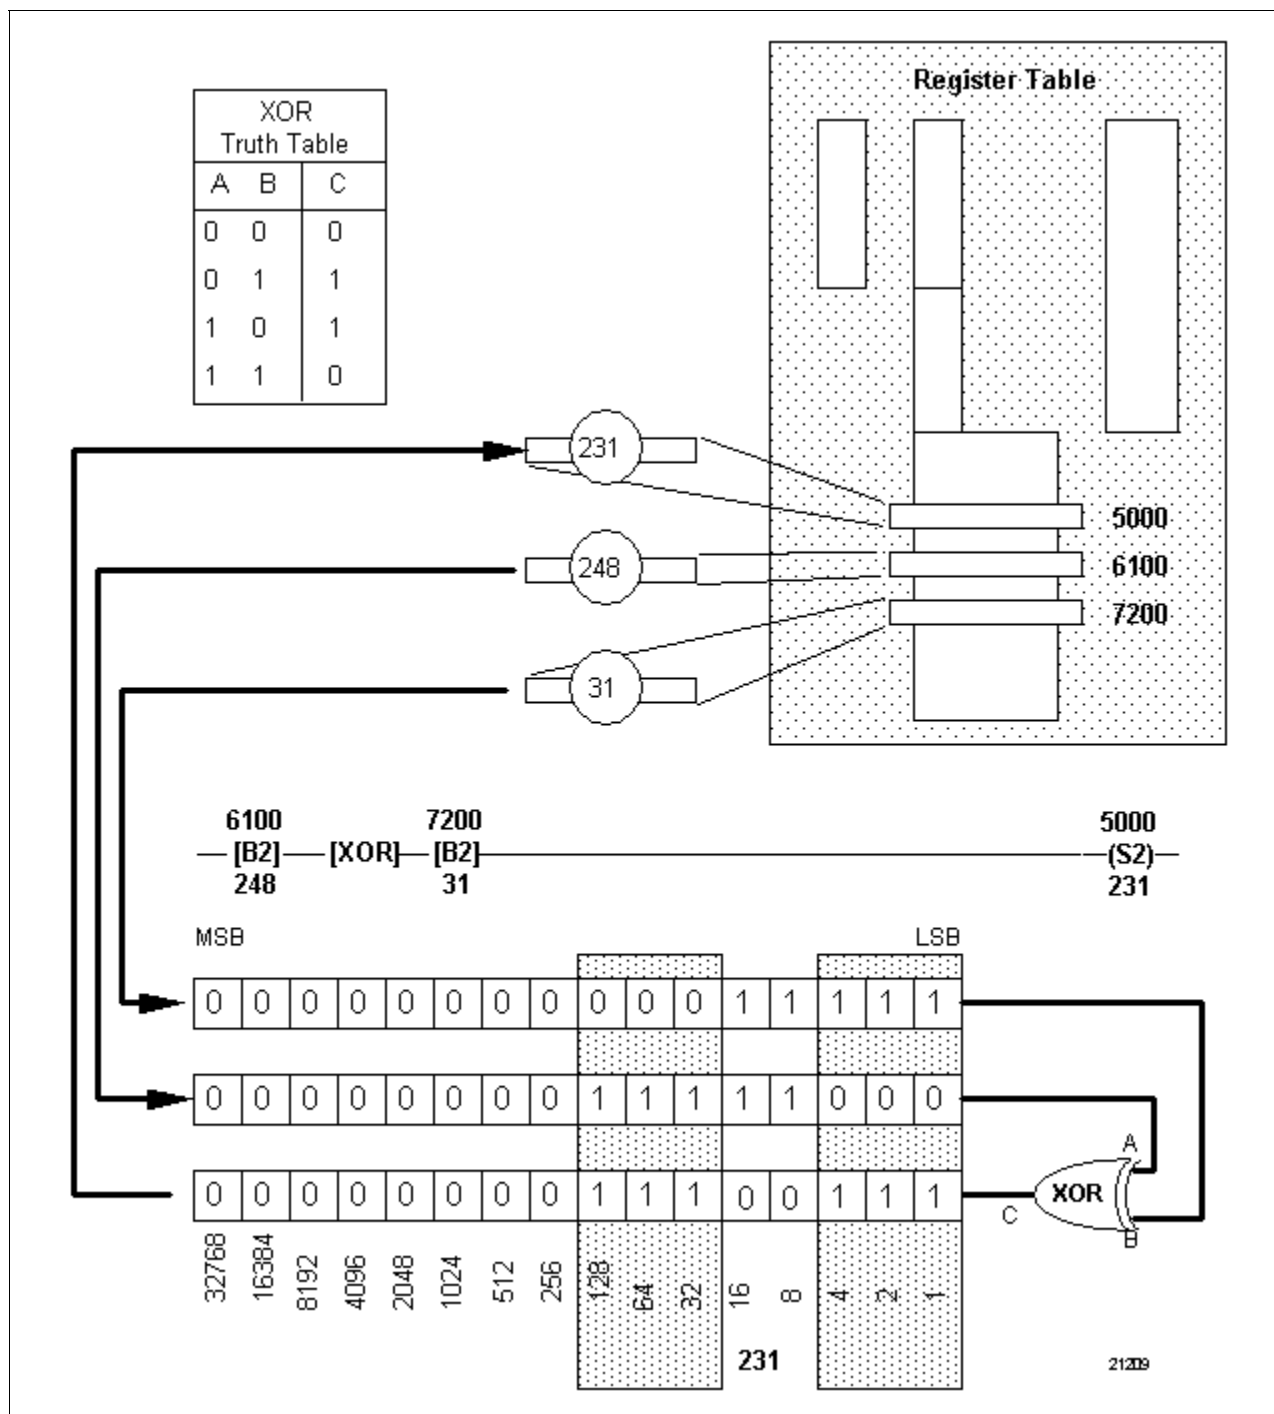 Register Table
XOR
Truth Table
A B C
0 0 0
0 1 1
1 0 1
1 1 0
231
5000
248
6100
7200
31
6100 7200 5000
[B2] [XOR] [B2] (S2)
248 31 231
MSB LSB
0 0 0 0 0 0 0 0 0 0 0 1 1 1 1 1
0 0 0 0 0 0 0 0 1 1 1 1 1 0 0 0
A
0 0 0 0 0 0 0 0 1 1 1 0 0 1 1 1
XOR
C
B
32768 16384 8192 4096 2048 1024 512 256 128 64 32 16 8 4 2 1
231
21209